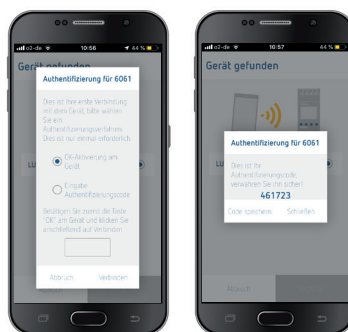 o2-de 10:56 44 %
Gerät gefunden
Authentifizierung für 6061
Dies ist Ihre erste Verbindung
mit dem Gerät, bitte wählen
Sie ein
Authentifizierungsverfahren.
Dies ist nur einmal erforderlich.
OK-Aktivierung am
Gerät
Eingabe
Authentifizierungscode
Betätigen Sie zuerst die Taste
"OK" am Gerät und klicken Sie
anschließend auf Verbinden
Abbruch Verbinden
o2-de 10:57 44 %
Gerät gefunden
LU
Authentifizierung für 6061
Dies ist Ihr
Authentifizierungscode,
verwahren Sie ihn sicher!
461723
Code speichern Schließen
Abbruch